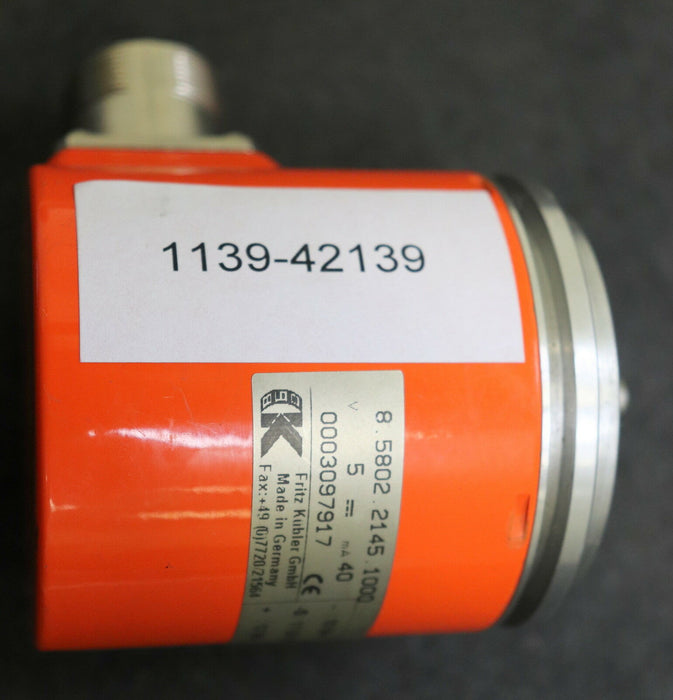 1139-42139
8.5802.2145.1000
V 5 ⎓ mA 40
0003097917
Fritz Kubler GmbH CE
Made in Germany
Fax:+49 (0)7720/21564